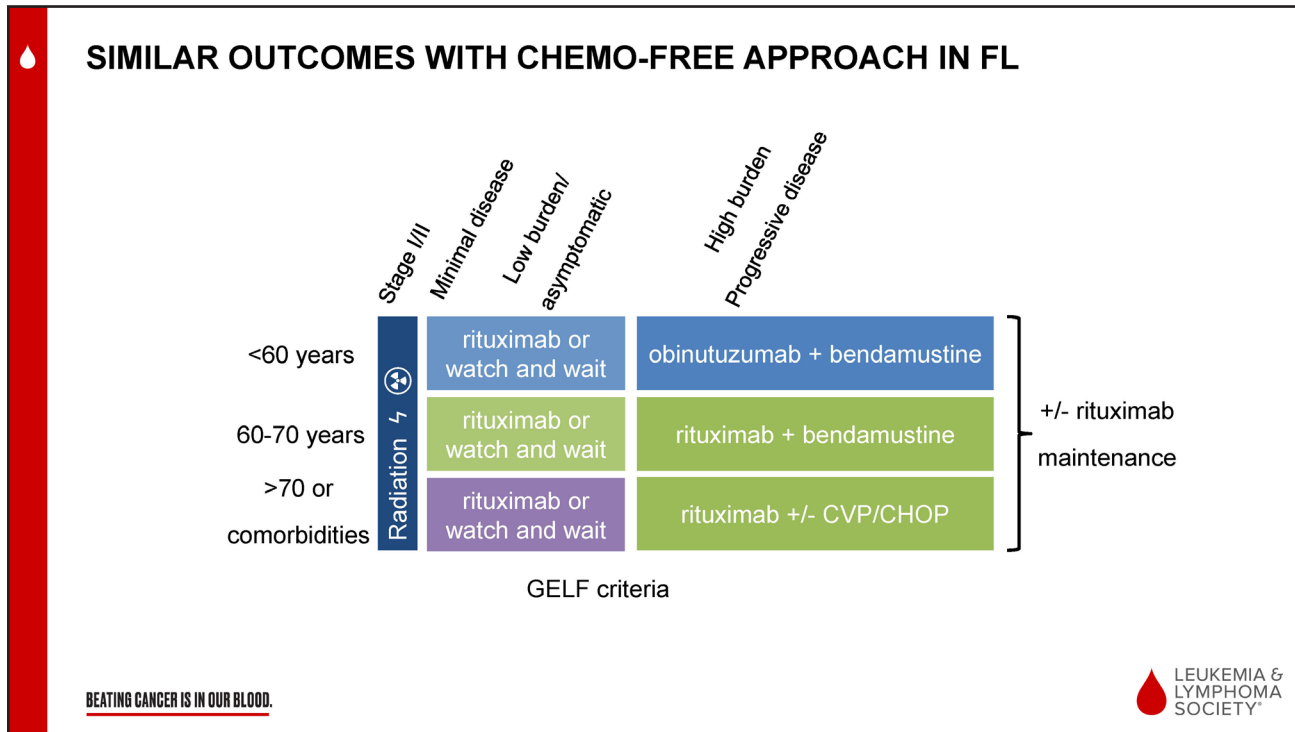 SIMILAR OUTCOMES WITH CHEMO-FREE APPROACH IN FL
Stage I/II
Minimal disease
Low burden/
asymptomatic
High burden
Progressive disease
<60 years
Radiation
rituximab or
watch and wait
obinutuzumab + bendamustine
60-70 years
rituximab or
watch and wait
rituximab + bendamustine
>70 or
comorbidities
rituximab or
watch and wait
rituximab +/- CVP/CHOP
+/- rituximab
maintenance
GELF criteria
BEATING CANCER IS IN OUR BLOOD.
LEUKEMIA &
LYMPHOMA
SOCIETY®